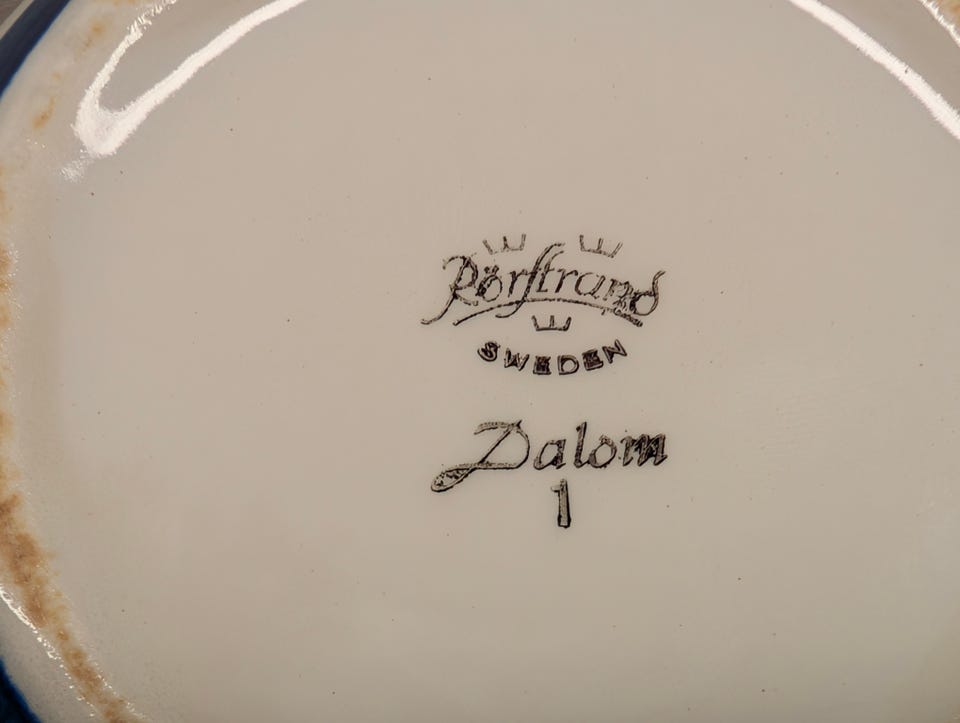 Rörstrand
SWEDEN
Dalom
1